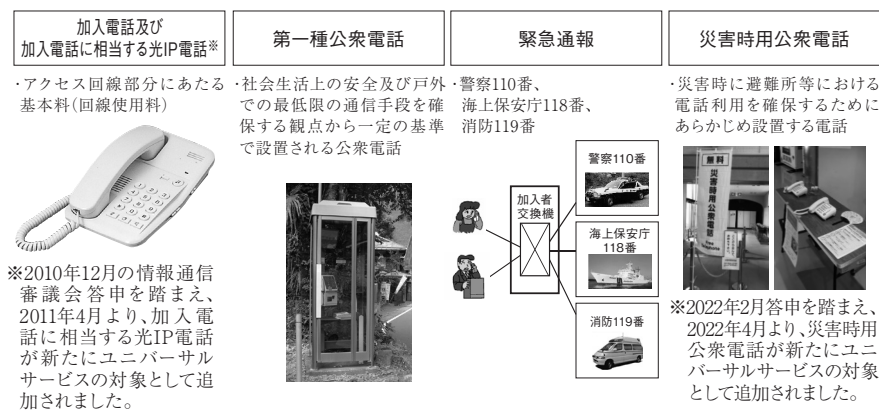 加入電話及び
加入電話に相当する光IP電話※
・アクセス回線部分にあたる
基本料(回線使用料)
※2010年12月の情報通信
審議会答申を踏まえ、
2011年4月より、加入電
話に相当する光IP電話
が新たにユニバーサル
サービスの対象として追
加されました。
第一種公衆電話
・社会生活上の安全及び戸外
での最低限の通信手段を確
保する観点から一定の基準
で設置される公衆電話
緊急通報
・警察110番、
海上保安庁118番、
消防119番
加入者
交換機
警察110番
海上保安庁
118番
消防119番
災害時用公衆電話
・災害時に避難所等における
電話利用を確保するために
あらかじめ設置する電話
無料
災害時用公衆電話
※2022年2月答申を踏まえ、
2022年4月より、災害時用
公衆電話が新たにユニ
バーサルサービスの対象
として追加されました。